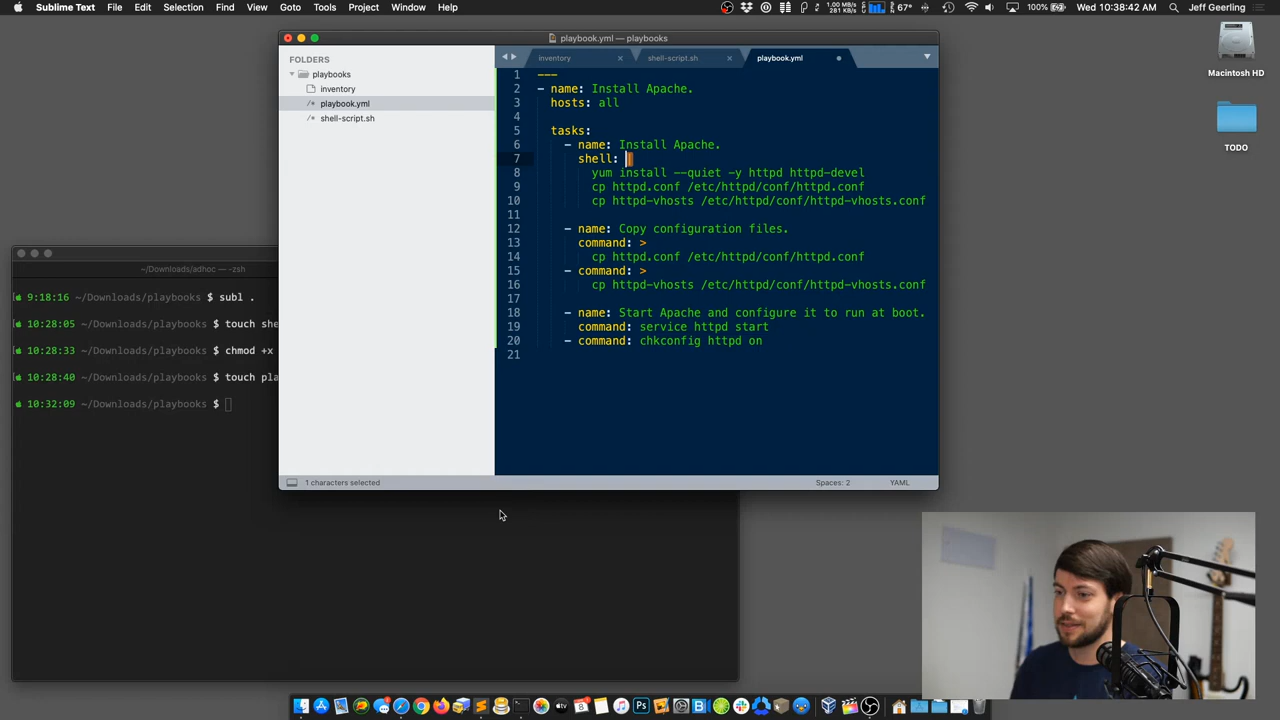 Sublime Text File Edit Selection Find View Goto Tools Project Window Help
1.00 MB/s
281 KB/s
67°
100%
Wed 10:38:42 AM
Jeff Geerling
playbook.yml — playbooks
FOLDERS
playbooks
inventory
playbook.yml
shell-script.sh
inventory
shell-script.sh
playbook.yml
1 ---
2 - name: Install Apache.
3 hosts: all
4
5 tasks:
6 - name: Install Apache.
7 shell: |
8 yum install --quiet -y httpd httpd-devel
9 cp httpd.conf /etc/httpd/conf/httpd.conf
10 cp httpd-vhosts /etc/httpd/conf/httpd-vhosts.conf
11
12 - name: Copy configuration files.
13 command: >
14 cp httpd.conf /etc/httpd/conf/httpd.conf
15 - command: >
16 cp httpd-vhosts /etc/httpd/conf/httpd-vhosts.conf
17
18 - name: Start Apache and configure it to run at boot.
19 command: service httpd start
20 - command: chkconfig httpd on
21
1 characters selected
Spaces: 2
YAML
~/Downloads/adhoc — -zsh
9:18:16 ~/Downloads/playbooks $ subl .
10:28:05 ~/Downloads/playbooks $ touch she
10:28:33 ~/Downloads/playbooks $ chmod +x
10:28:40 ~/Downloads/playbooks $ touch pla
10:32:09 ~/Downloads/playbooks $
Macintosh HD
TODO